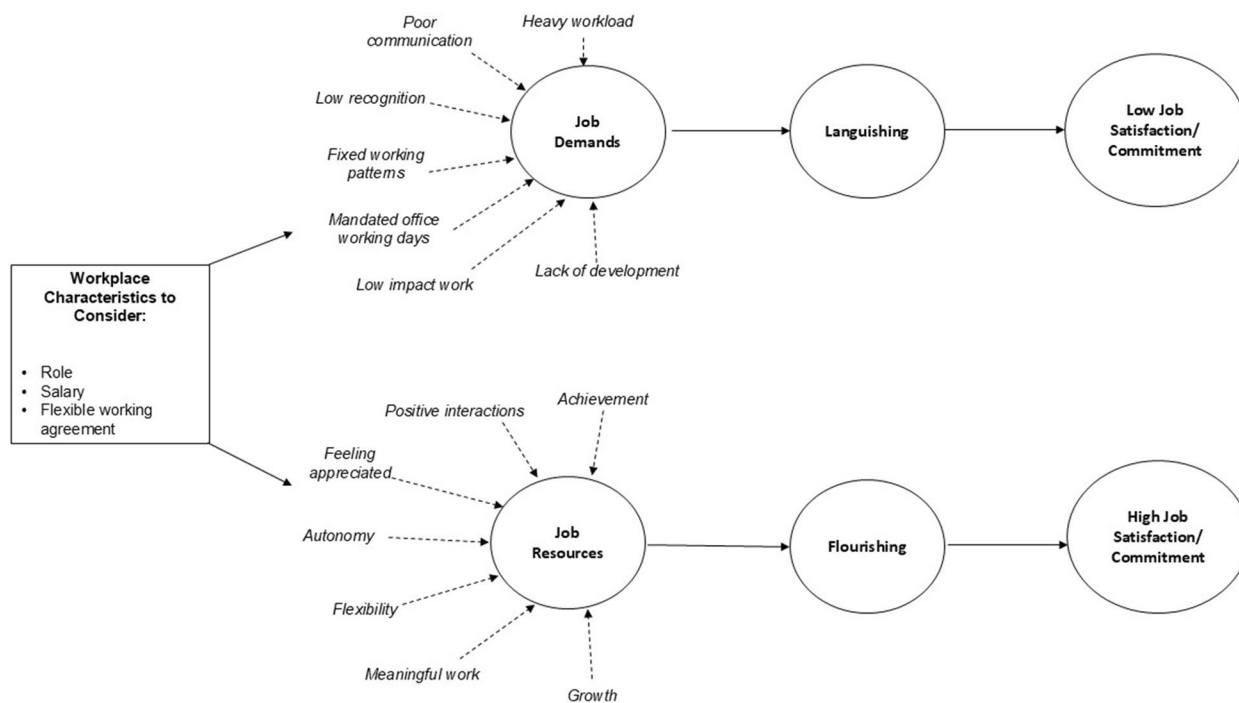 Poor
communication
Heavy workload
Low recognition
Fixed working
patterns
Mandated office
working days
Low impact work
Lack of development
Job
Demands
Languishing
Low Job
Satisfaction/
Commitment
Workplace
Characteristics to
Consider:
• Role
• Salary
• Flexible working
agreement
Positive interactions
Achievement
Feeling
appreciated
Autonomy
Flexibility
Meaningful work
Growth
Job
Resources
Flourishing
High Job
Satisfaction/
Commitment